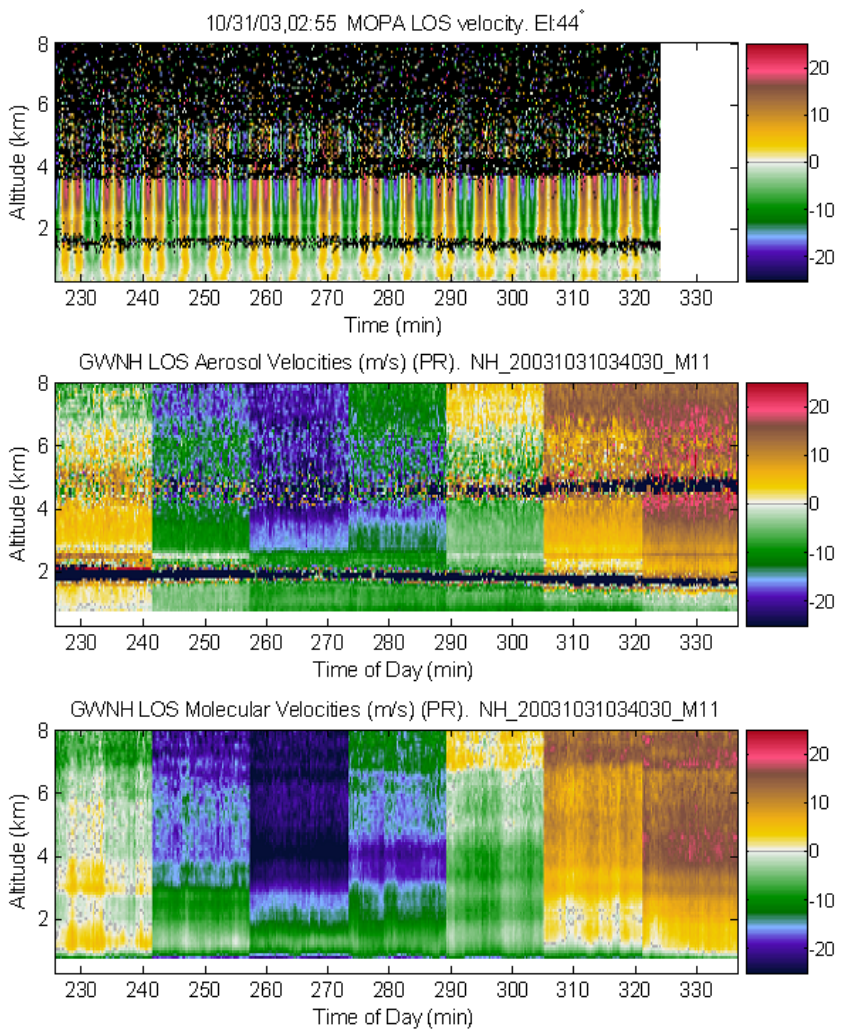 10/31/03,02:55 MOPA LOS velocity. El:44°
8
6
4
2
Altitude (km)
230 240 250 260 270 280 290 300 310 320 330
Time (min)
20
10
0
-10
-20
GWNH LOS Aerosol Velocities (m/s) (PR). NH_20031031034030_M11
8
6
4
2
Altitude (km)
230 240 250 260 270 280 290 300 310 320 330
Time of Day (min)
20
10
0
-10
-20
GWNH LOS Molecular Velocities (m/s) (PR). NH_20031031034030_M11
8
6
4
2
Altitude (km)
230 240 250 260 270 280 290 300 310 320 330
Time of Day (min)
20
10
0
-10
-20